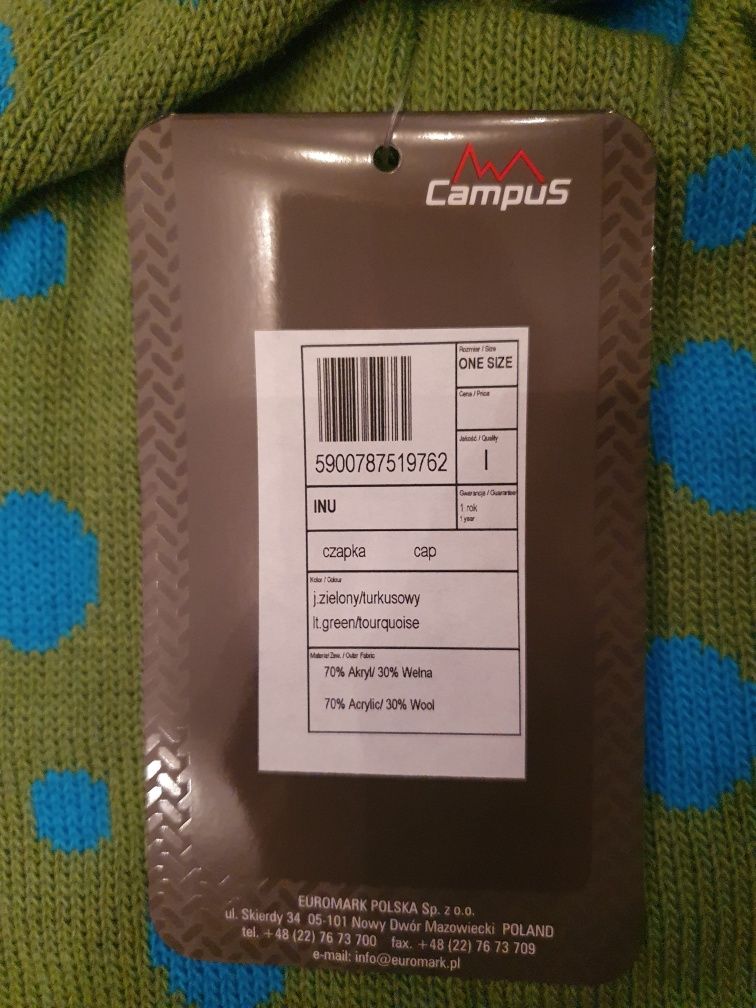 CampuS
Rozmiar / Size
ONE SIZE
Cena / Price
5900787519762
Jakość / Quality
I
INU
Gwarancja / Guarantee
1 rok
1 year
czapka cap
Kolor / Colour
j.zielony/turkusowy
lt.green/tourquoise
Materiał Zew. / Outer Fabric
70% Akryl/ 30% Wełna
70% Acrylic/ 30% Wool
EUROMARK POLSKA Sp. z o.o.
ul. Skierdy 34 05-101 Nowy Dwór Mazowiecki POLAND
tel. +48 (22) 76 73 700 fax. +48 (22) 76 73 709
e-mail: info@euromark.pl